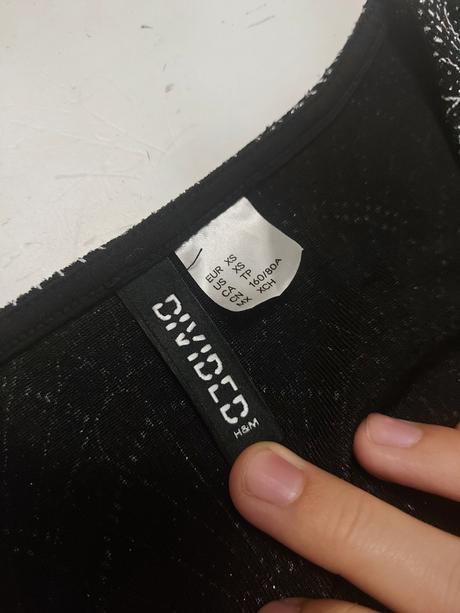 EUR XS
US XS
CA TP
CN 160/80A
MX XCH
DIVIDED
H&M